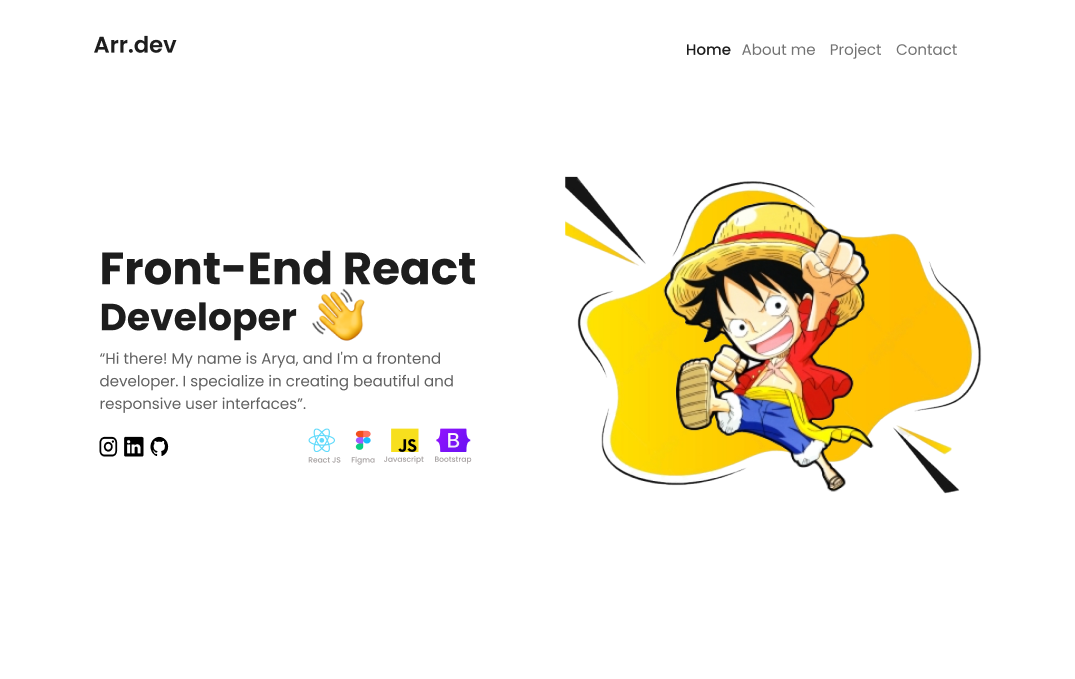 Arr.dev
Home About me Project Contact
Front-End React
Developer
“Hi there! My name is Arya, and I'm a frontend
developer. I specialize in creating beautiful and
responsive user interfaces”.
in
JS
B
React JS Figma Javascript Bootstrap